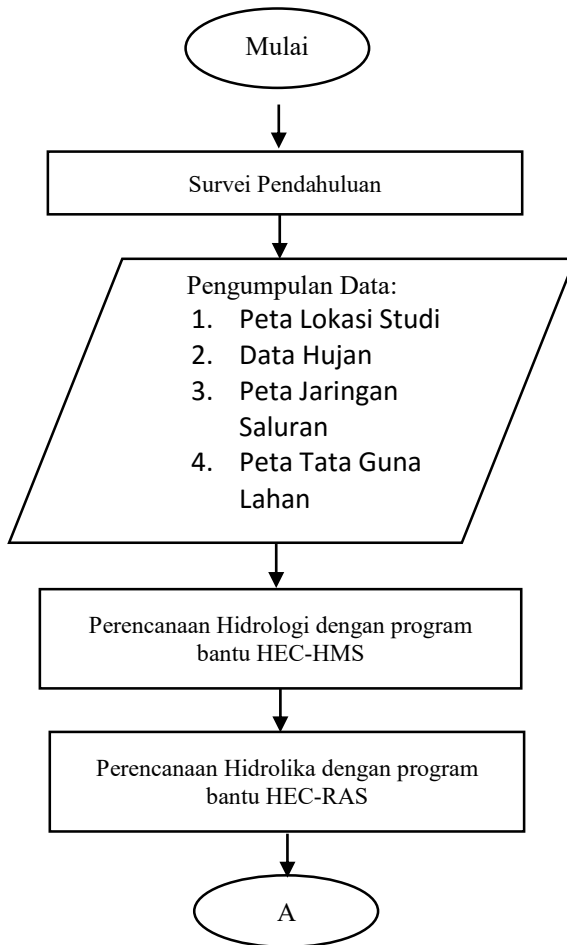 Mulai
Survei Pendahuluan
Pengumpulan Data:
1. Peta Lokasi Studi
2. Data Hujan
3. Peta Jaringan
Saluran
4. Peta Tata Guna
Lahan
Perencanaan Hidrologi dengan program
bantu HEC-HMS
Perencanaan Hidrolika dengan program
bantu HEC-RAS
A